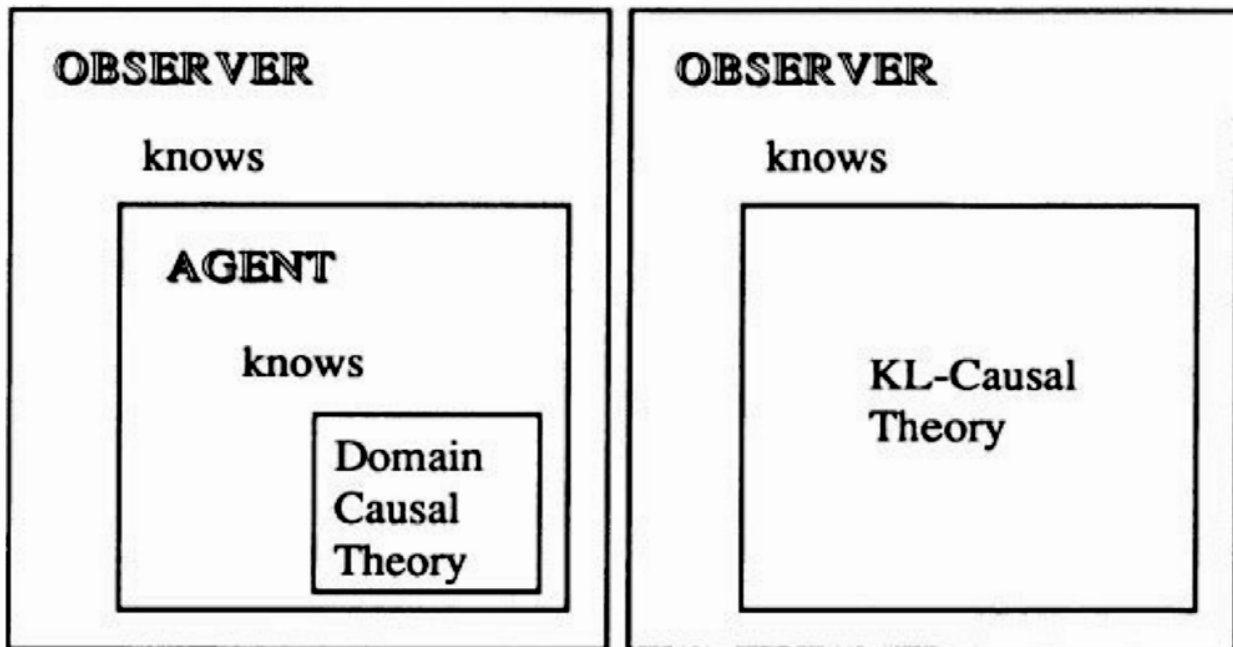 OBSERVER
knows
AGENT
knows
Domain
Causal
Theory
OBSERVER
knows
KL-Causal
Theory